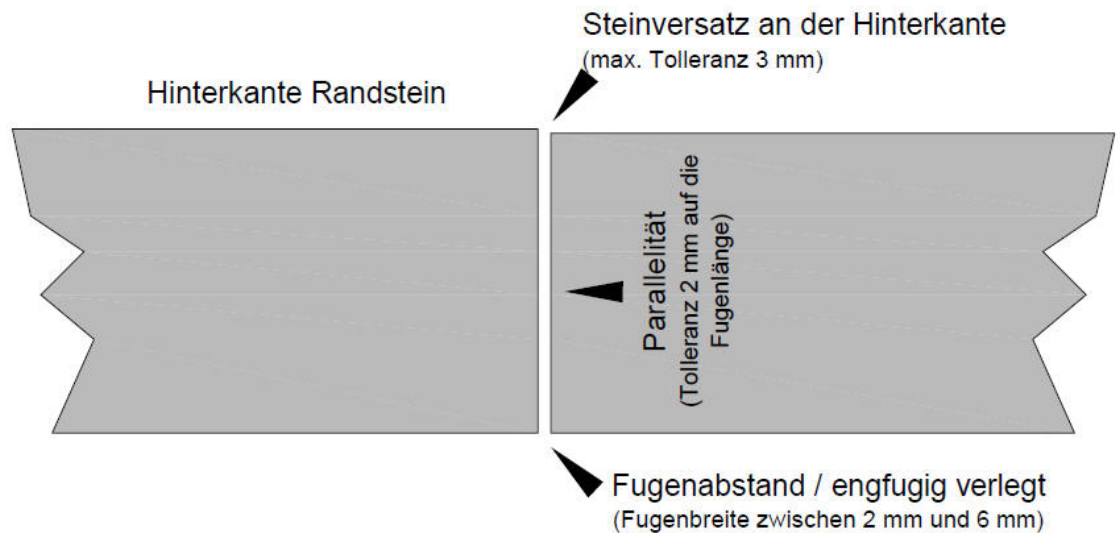 Steinversatz an der Hinterkante
(max. Tolleranz 3 mm)
Hinterkante Randstein
Parallelität
(Tolleranz 2 mm auf die
Fugenlänge)
Fugenabstand / engfugig verlegt
(Fugenbreite zwischen 2 mm und 6 mm)